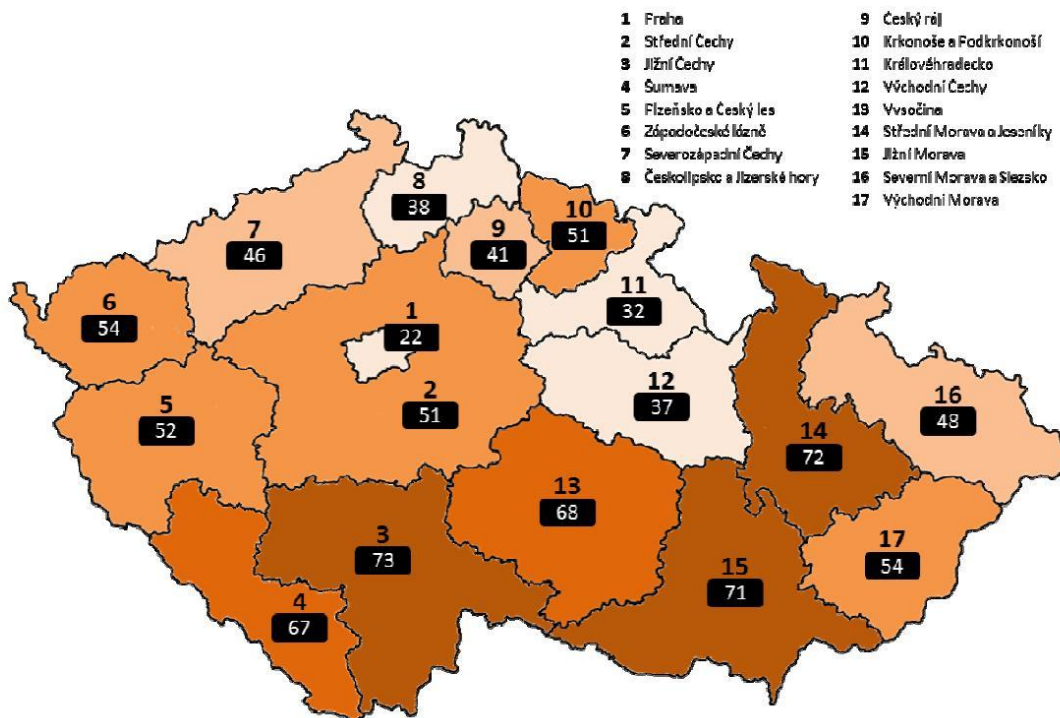 1 Praha
2 Střední Čechy
3 Jižní Čechy
4 Šumava
5 Plzeňsko a Český les
6 Západočeské lázně
7 Severozápadní Čechy
8 Českolipsko a Jizerské hory
9 Český ráj
10 Krkonoše a Podkrkonoší
11 Královéhradecko
12 Východní Čechy
13 Vysočina
14 Střední Morava a Jeseníky
15 Jižní Morava
16 Severní Morava a Slezsko
17 Východní Morava
8
38
10
51
9
41
7
46
11
32
6
54
1
22
12
37
2
51
16
48
5
52
14
72
13
68
3
73
17
54
15
71
4
67